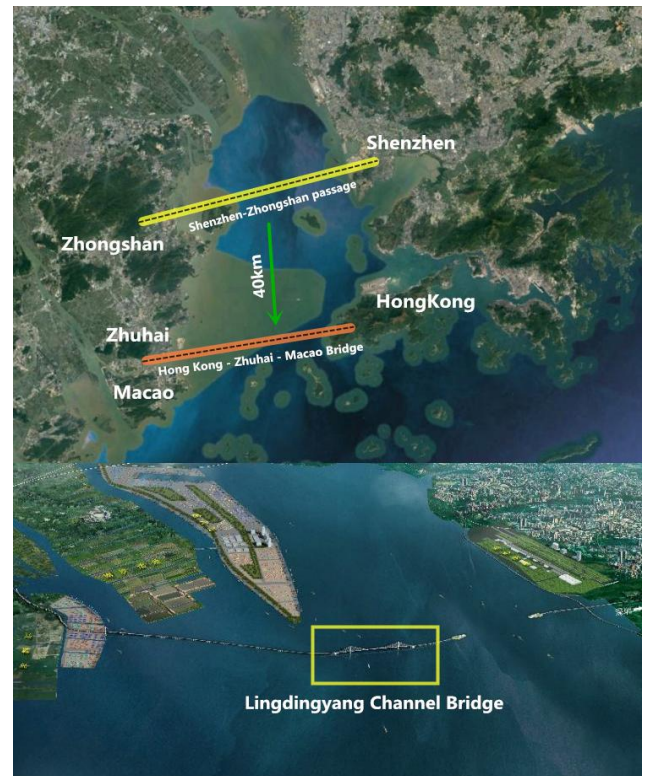 Shenzhen
Shenzhen-Zhongshan passage
Zhongshan
40km
HongKong
Zhuhai
Hong Kong - Zhuhai - Macao Bridge
Macao
Lingdingyang Channel Bridge